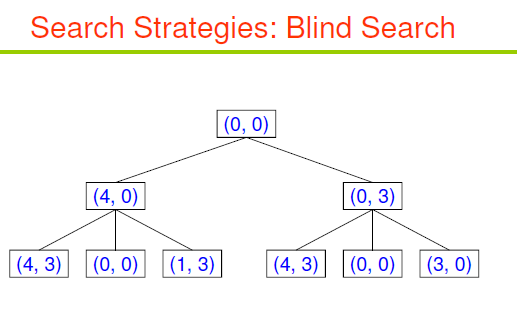 Search Strategies: Blind Search
(0, 0)
(4, 0) (0, 3)
(4, 3) (0, 0) (1, 3) (4, 3) (0, 0) (3, 0)